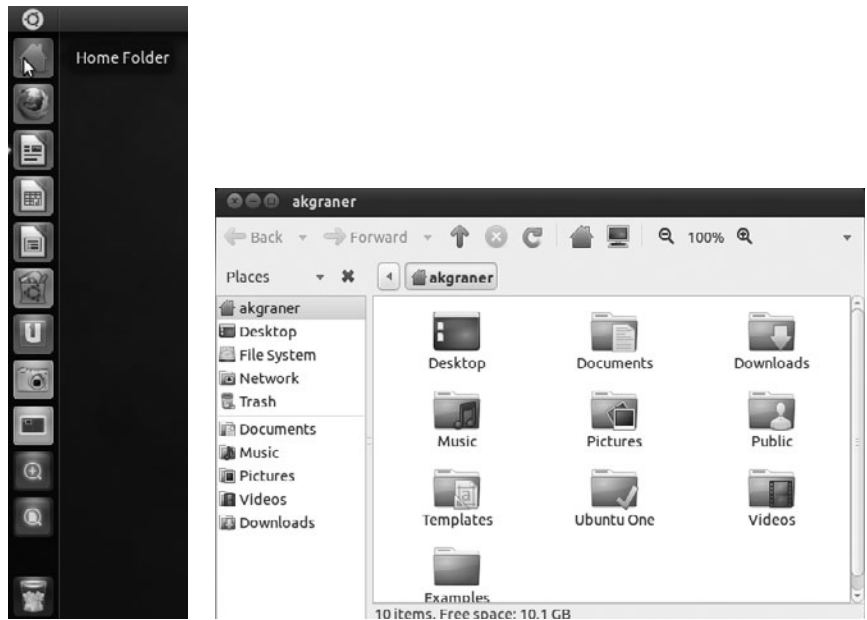 Home Folder
akgraner
Back Forward 100%
Places akgraner
akgraner
Desktop
File System
Network
Trash
Documents
Music
Pictures
Videos
Downloads
Desktop Documents Downloads
Music Pictures Public
Templates Ubuntu One Videos
Examples
10 items, Free space: 10.1 GB